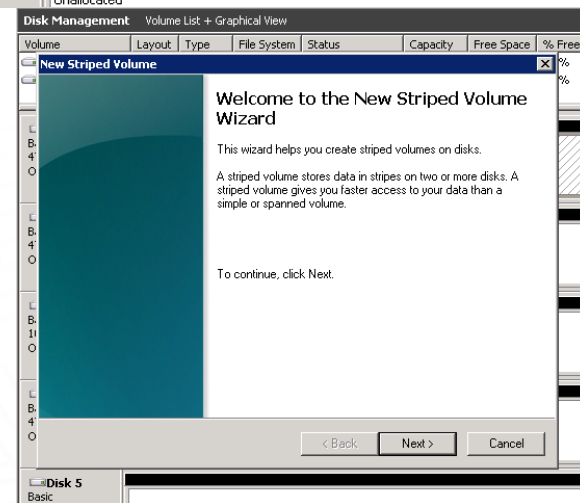 Unallocated
Disk Management Volume List + Graphical View
Volume Layout Type File System Status Capacity Free Space % Free
New Striped Volume
%
%
Welcome to the New Striped Volume
Wizard
This wizard helps you create striped volumes on disks.
A striped volume stores data in stripes on two or more disks. A
striped volume gives you faster access to your data than a
simple or spanned volume.
To continue, click Next.
< Back Next > Cancel
Disk 5
Basic